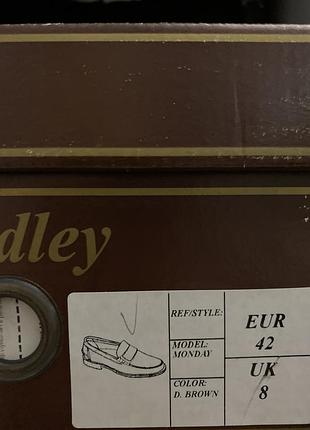 dley
REF/STYLE:
MODEL:
MONDAY
COLOR:
D. BROWN
EUR
42
UK
8